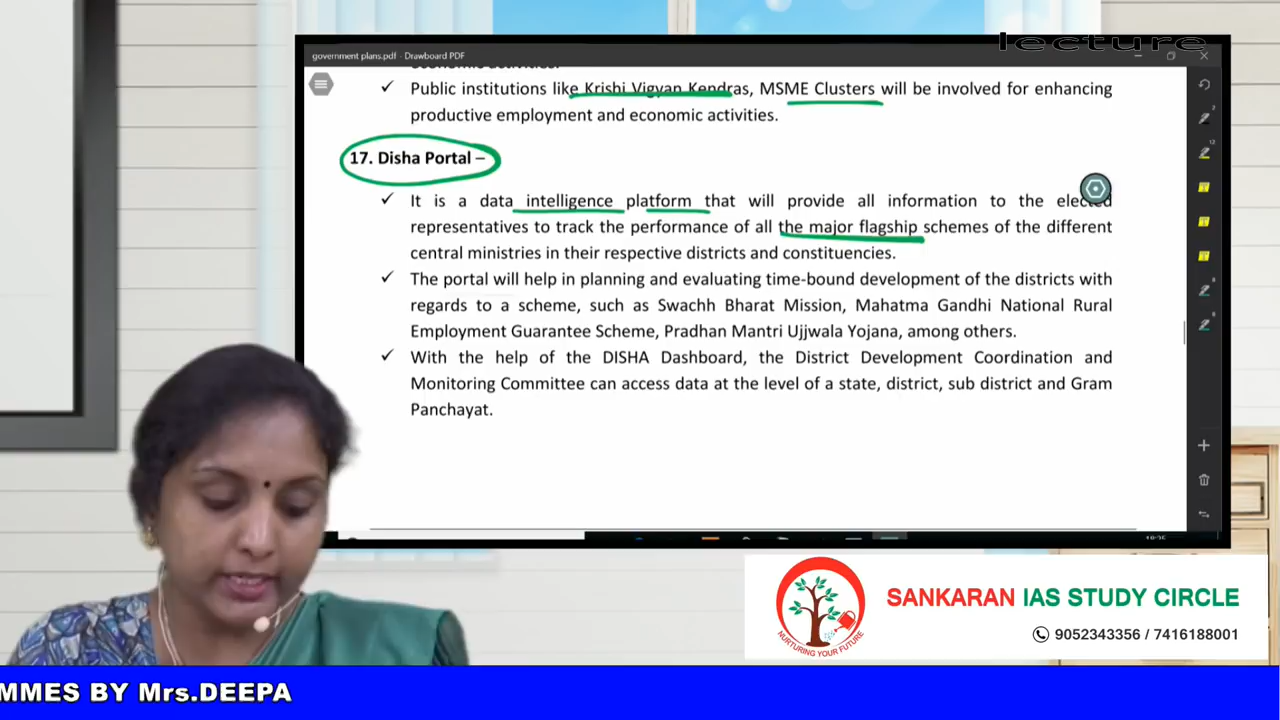 lecture
government plans.pdf - Drawboard PDF
✓ Public institutions like Krishi Vigyan Kendras, MSME Clusters will be involved for enhancing
productive employment and economic activities.
17. Disha Portal –
✓ It is a data intelligence platform that will provide all information to the elected
representatives to track the performance of all the major flagship schemes of the different
central ministries in their respective districts and constituencies.
✓ The portal will help in planning and evaluating time-bound development of the districts with
regards to a scheme, such as Swachh Bharat Mission, Mahatma Gandhi National Rural
Employment Guarantee Scheme, Pradhan Mantri Ujjwala Yojana, among others.
✓ With the help of the DISHA Dashboard, the District Development Coordination and
Monitoring Committee can access data at the level of a state, district, sub district and Gram
Panchayat.
NURTURING YOUR FUTURE
SANKARAN IAS STUDY CIRCLE
9052343356 / 7416188001
MMES BY Mrs.DEEPA